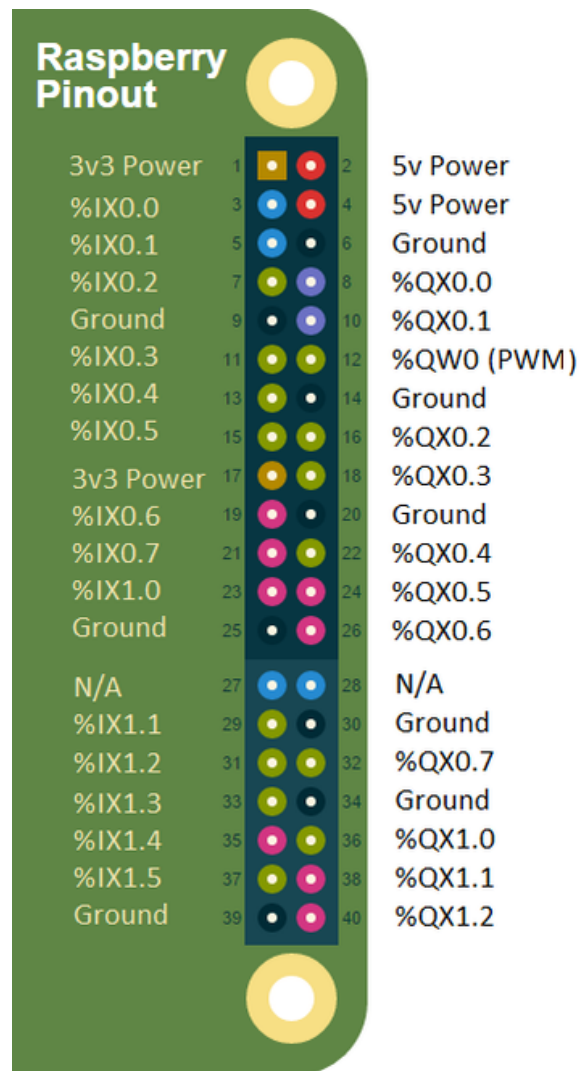 Raspberry
Pinout
3v3 Power 1 2 5v Power
%IX0.0 3 4 5v Power
%IX0.1 5 6 Ground
%IX0.2 7 8 %QX0.0
Ground 9 10 %QX0.1
%IX0.3 11 12 %QW0 (PWM)
%IX0.4 13 14 Ground
%IX0.5 15 16 %QX0.2
3v3 Power 17 18 %QX0.3
%IX0.6 19 20 Ground
%IX0.7 21 22 %QX0.4
%IX1.0 23 24 %QX0.5
Ground 25 26 %QX0.6
N/A 27 28 N/A
%IX1.1 29 30 Ground
%IX1.2 31 32 %QX0.7
%IX1.3 33 34 Ground
%IX1.4 35 36 %QX1.0
%IX1.5 37 38 %QX1.1
Ground 39 40 %QX1.2